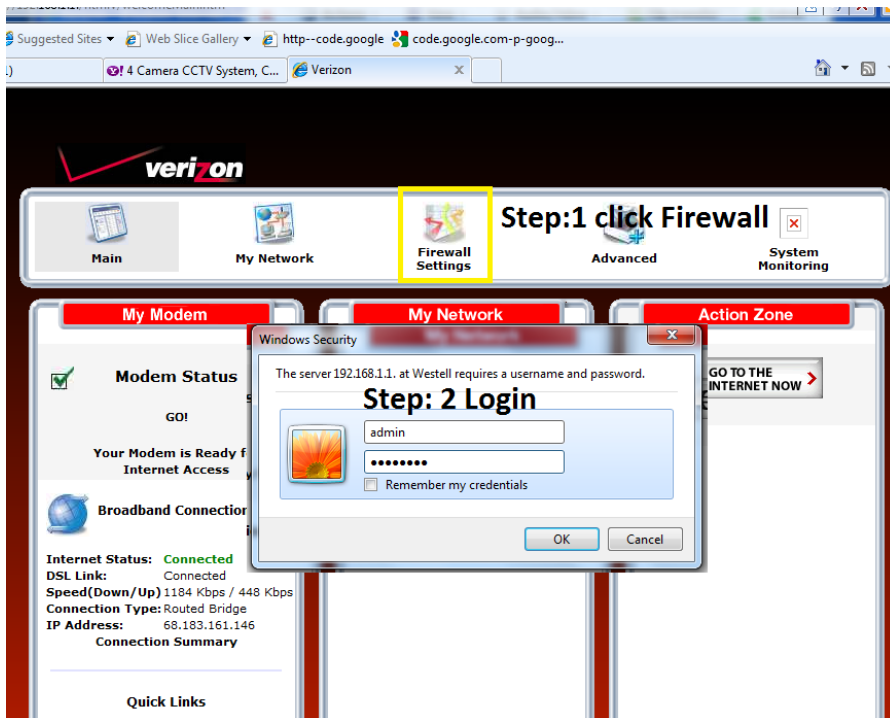 Suggested Sites Web Slice Gallery http--code.google code.google.com-p-goog...
4 Camera CCTV System, C... Verizon x
verizon
Step:1 click Firewall
Main My Network Firewall Settings Advanced System Monitoring
My Modem My Network Action Zone
Windows Security
The server 192.168.1.1. at Westell requires a username and password.
Step: 2 Login
admin
••••••••
Remember my credentials
OK Cancel
Modem Status
GO!
Your Modem is Ready f
Internet Access
Broadband Connection
Internet Status: Connected
DSL Link: Connected
Speed(Down/Up) 1184 Kbps / 448 Kbps
Connection Type: Routed Bridge
IP Address: 68.183.161.146
Connection Summary
Quick Links
GO TO THE
INTERNET NOW